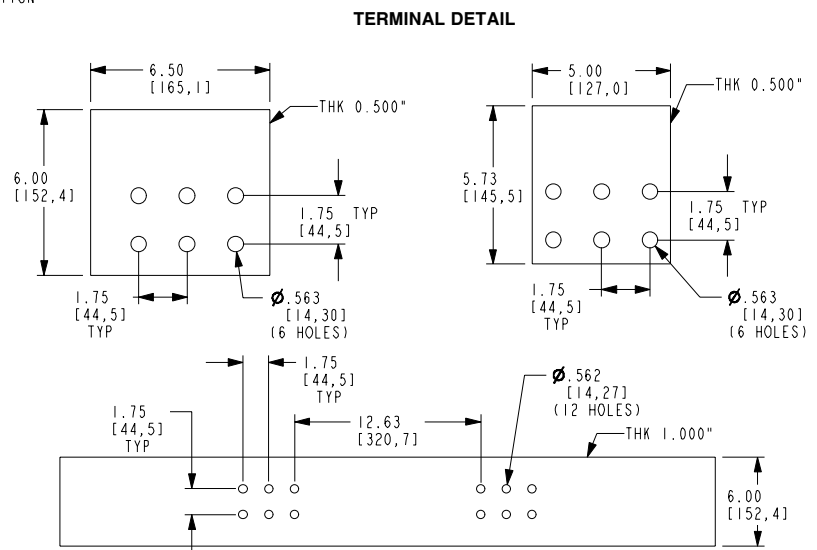 TERMINAL DETAIL
6.50
[165,1]
THK 0.500"
6.00
[152,4]
1.75 TYP
[44,5]
1.75
[44,5]
TYP
Ø.563
[14,30]
(6 HOLES)
5.00
[127,0]
THK 0.500"
5.73
[145,5]
1.75 TYP
[44,5]
1.75
[44,5]
TYP
Ø.563
[14,30]
(6 HOLES)
1.75
[44,5]
TYP
1.75
[44,5]
TYP
12.63
[320,7]
Ø.562
[14,27]
(12 HOLES)
THK 1.000"
6.00
[152,4]